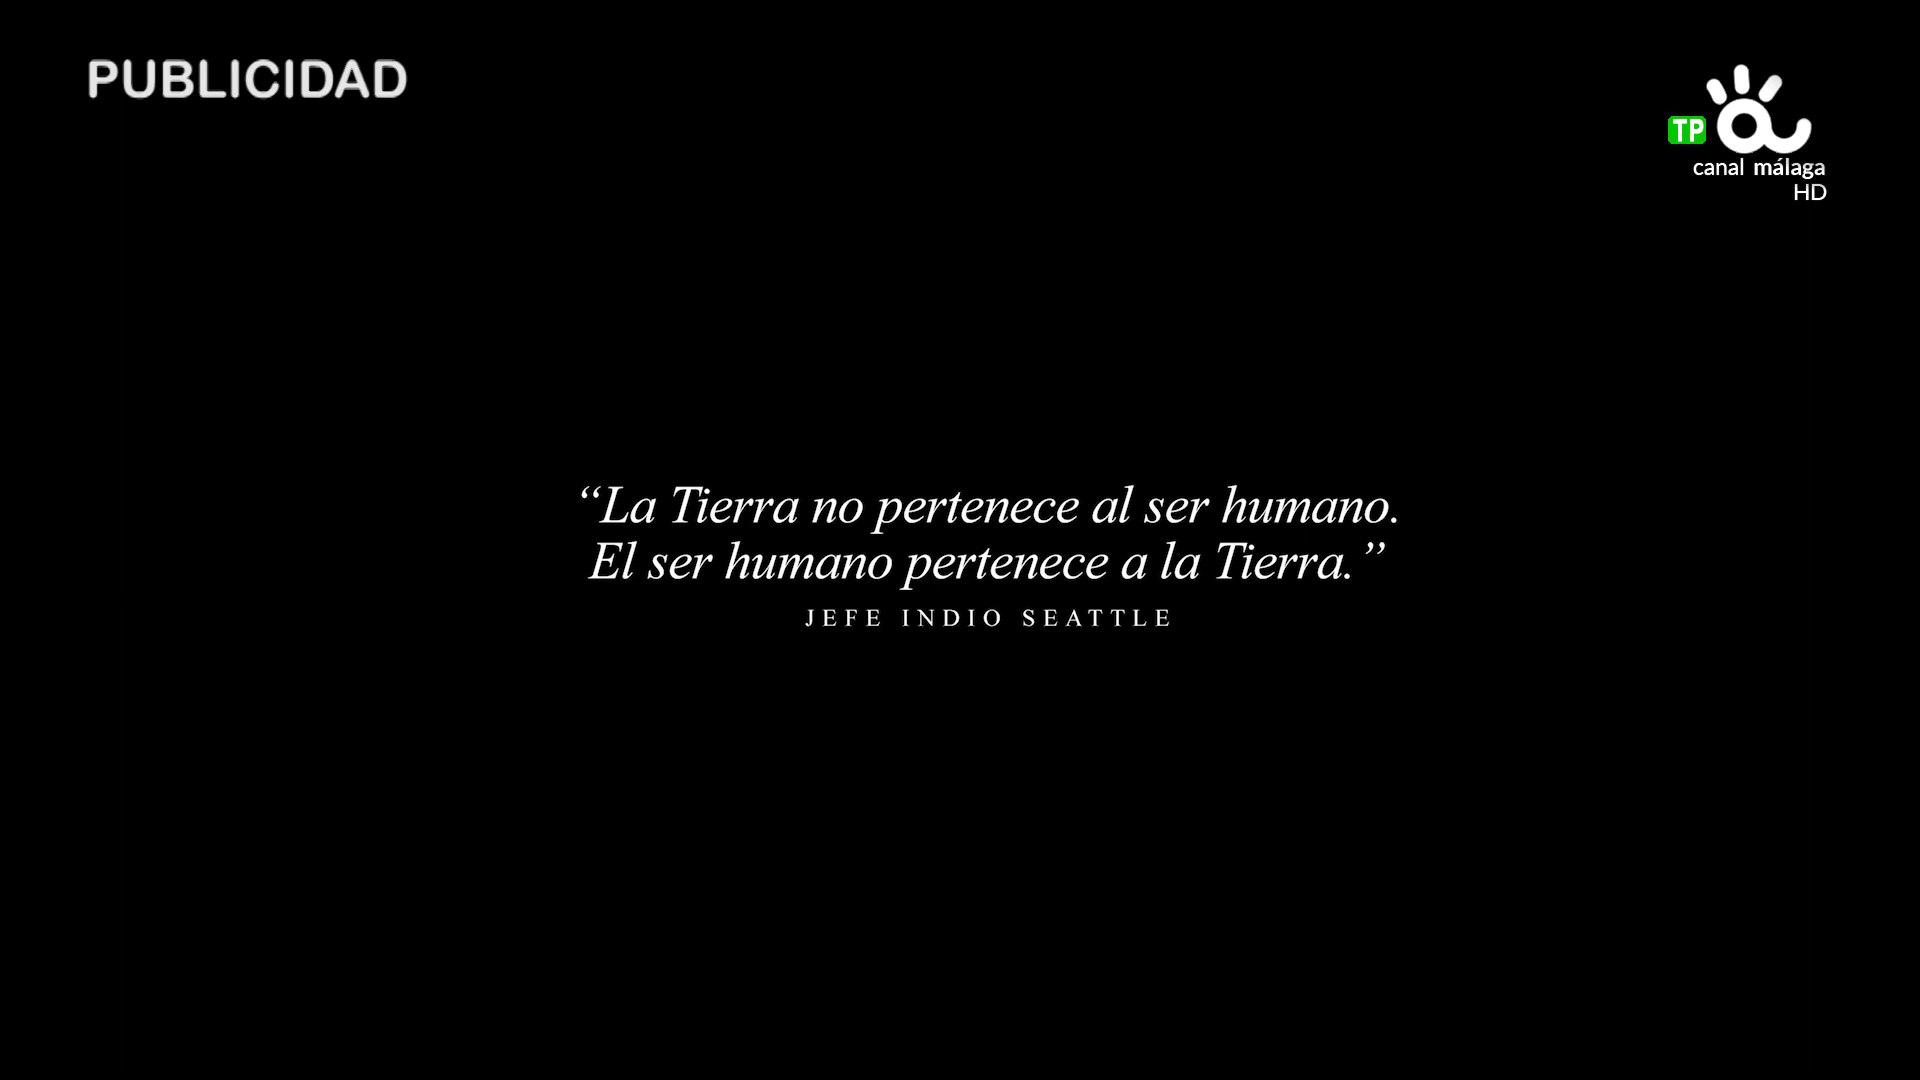 PUBLICIDAD
TP
canal málaga
HD
“La Tierra no pertenece al ser humano.
El ser humano pertenece a la Tierra.”
JEFE INDIO SEATTLE